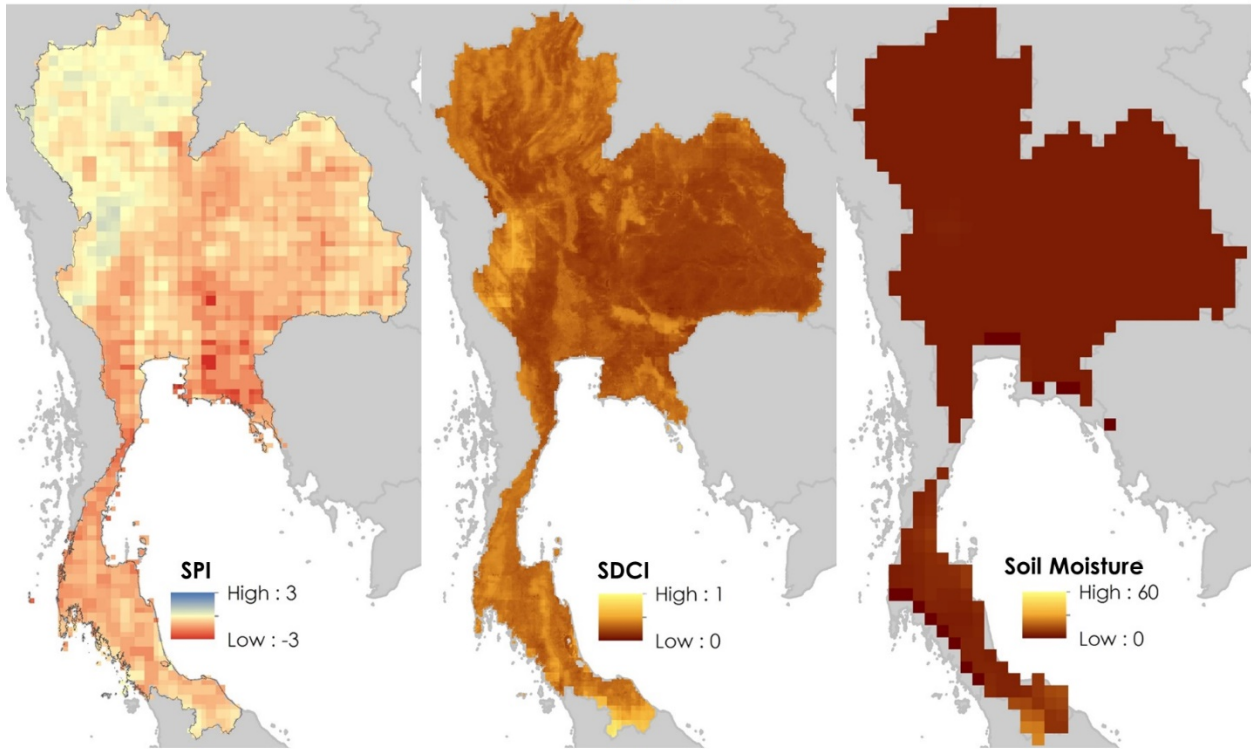 SPI
High : 3
Low : -3
SDCI
High : 1
Low : 0
Soil Moisture
High : 60
Low : 0